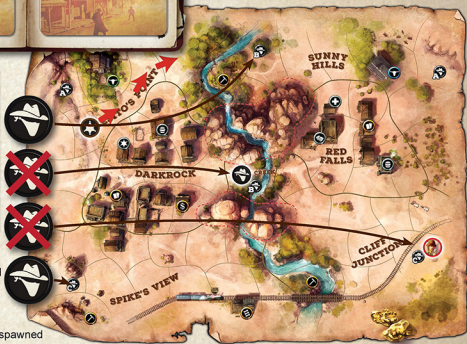 SUNNY
HILLS
DARKROCK
RED
FALLS
CLIFF
JUNCTION
SPIKE'S VIEW
spawned